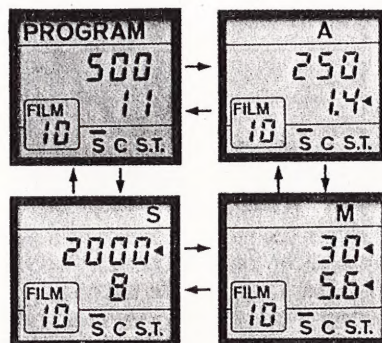 PROGRAM
500
11
FILM
10
S C S.T.
A
250
1.4
FILM
10
S C S.T.
S
2000
8
FILM
10
S C S.T.
M
30
5.6
FILM
10
S C S.T.